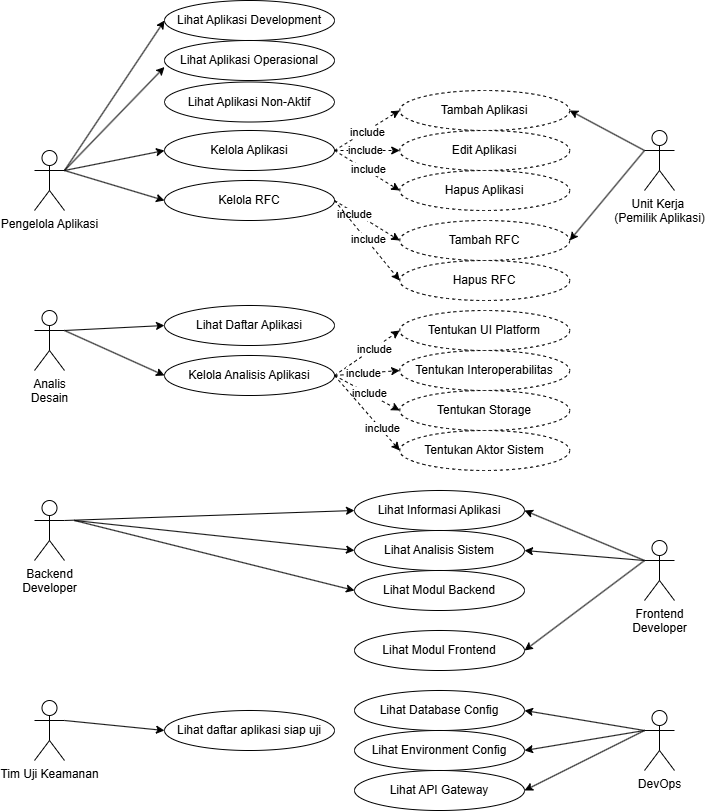 Lihat Aplikasi Development
Lihat Aplikasi Operasional
Lihat Aplikasi Non-Aktif
Kelola Aplikasi
Kelola RFC
Pengelola Aplikasi
include
include
include
include
include
Tambah Aplikasi
Edit Aplikasi
Hapus Aplikasi
Tambah RFC
Hapus RFC
Unit Kerja
(Pemilik Aplikasi)
Lihat Daftar Aplikasi
Kelola Analisis Aplikasi
Analis
Desain
include
include
include
include
Tentukan UI Platform
Tentukan Interoperabilitas
Tentukan Storage
Tentukan Aktor Sistem
Backend
Developer
Lihat Informasi Aplikasi
Lihat Analisis Sistem
Lihat Modul Backend
Lihat Modul Frontend
Frontend
Developer
Tim Uji Keamanan
Lihat daftar aplikasi siap uji
Lihat Database Config
Lihat Environment Config
Lihat API Gateway
DevOps